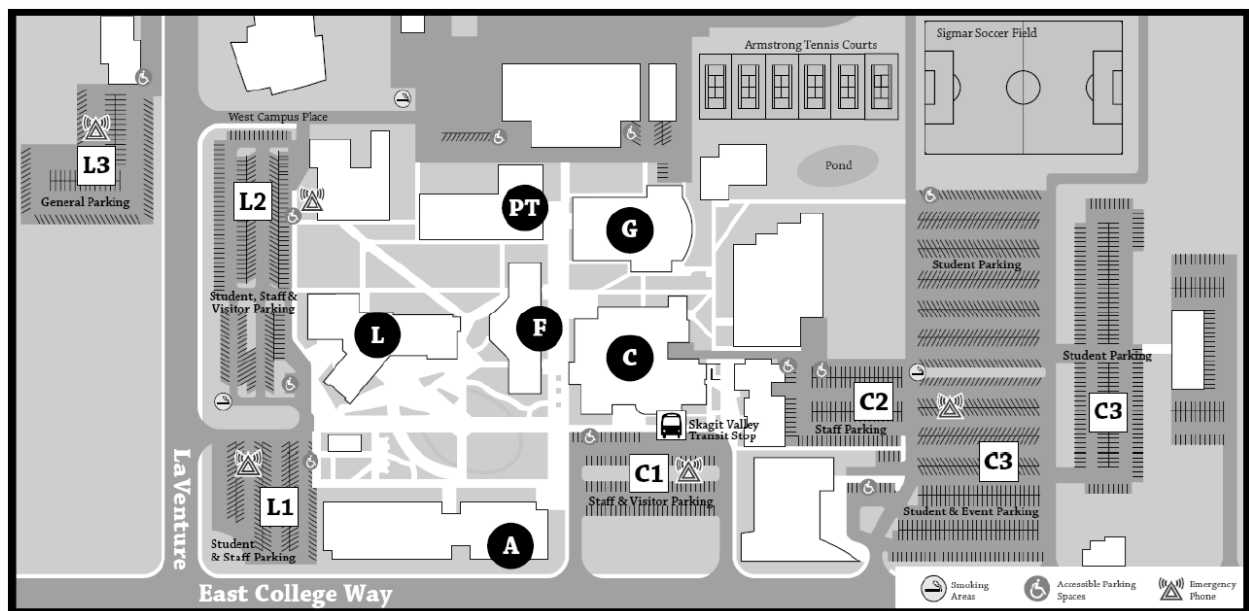 Armstrong Tennis Courts
Sigmar Soccer Field
West Campus Place
L3
General Parking
L2
PT
G
Pond
Student Parking
Student, Staff &
Visitor Parking
L
F
C
Student Parking
C2
C3
Staff Parking
Skagit Valley
Transit Stop
C1
C3
Staff & Visitor Parking
Student & Event Parking
LaVenture
L1
Student
& Staff Parking
A
East College Way
Smoking
Areas
Accessible Parking
Spaces
Emergency
Phone